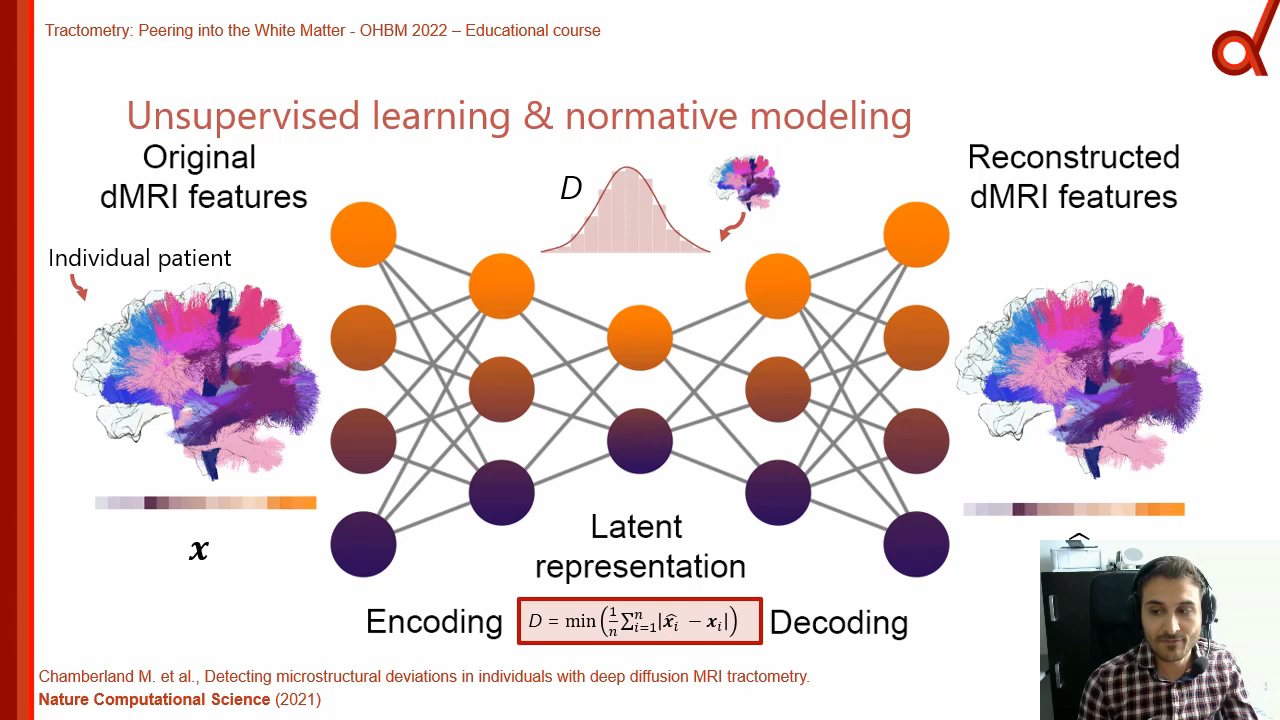 Tractometry: Peering into the White Matter - OHBM 2022 – Educational course
Unsupervised learning & normative modeling
Original
dMRI features
D
Reconstructed
dMRI features
Individual patient
x
Latent
representation
Encoding
D = min(1/n ∑ⁿᵢ₌₁|x̂ᵢ − xᵢ|)
Decoding
Chamberland M. et al., Detecting microstructural deviations in individuals with deep diffusion MRI tractometry.
Nature Computational Science (2021)